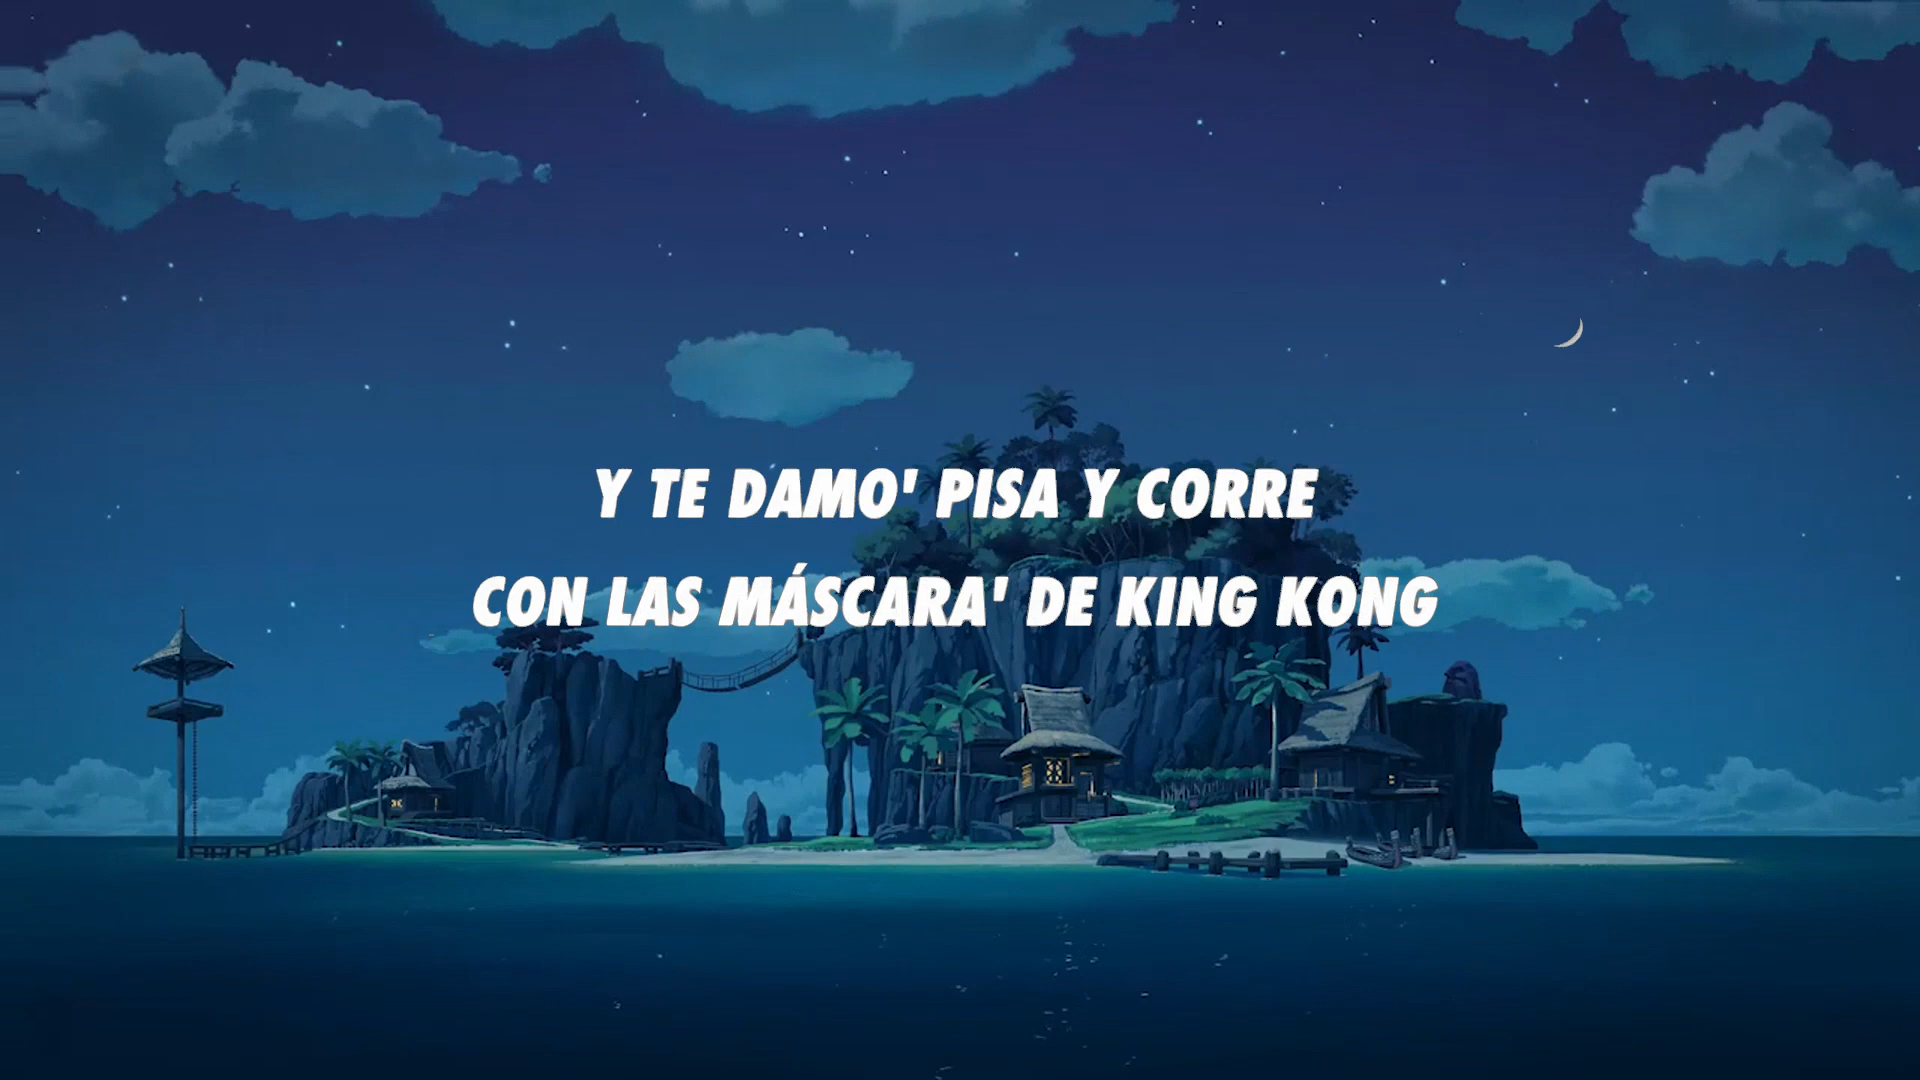 Y TE DAMO' PISA Y CORRE
CON LAS MÁSCARA' DE KING KONG